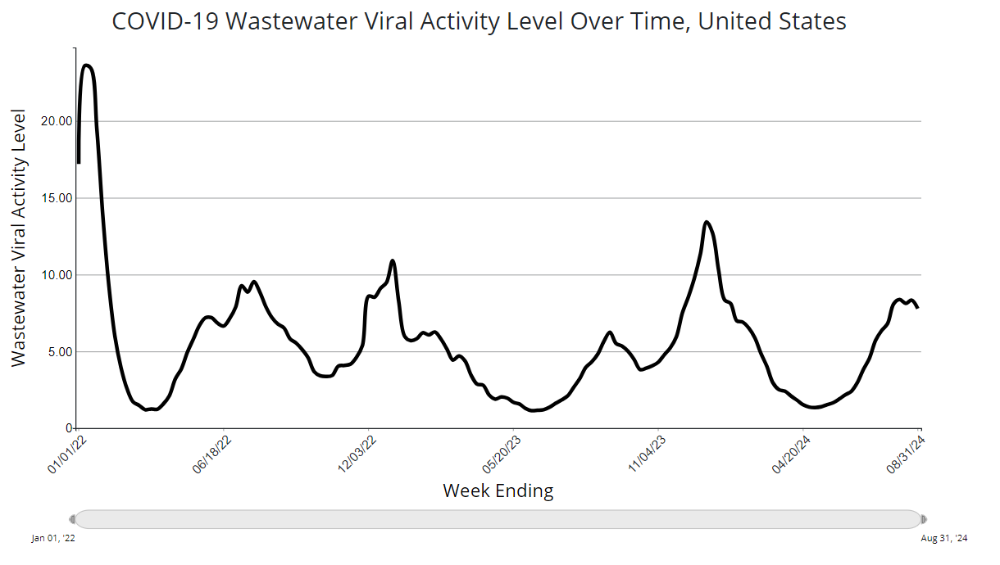 COVID-19 Wastewater Viral Activity Level Over Time, United States
Wastewater Viral Activity Level
20.00
15.00
10.00
5.00
0
01/01/22
06/18/22
12/03/22
05/20/23
11/04/23
04/20/24
08/31/24
Week Ending
Jan 01, '22
Aug 31, '24